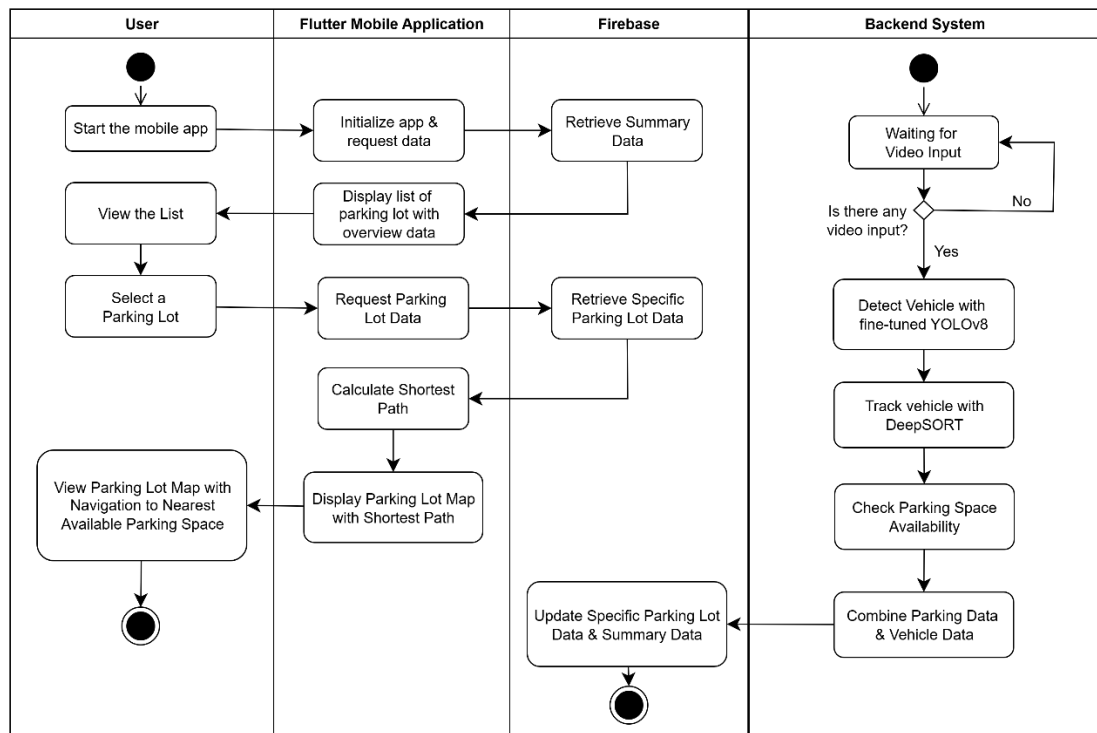 User
Flutter Mobile Application
Firebase
Backend System
Start the mobile app
Initialize app &
request data
Retrieve Summary
Data
Waiting for
Video Input
View the List
Display list of
parking lot with
overview data
Is there any
video input?
No
Yes
Select a
Parking Lot
Request Parking
Lot Data
Retrieve Specific
Parking Lot Data
Detect Vehicle with
fine-tuned YOLOv8
Calculate Shortest
Path
Track vehicle with
DeepSORT
View Parking Lot Map with
Navigation to Nearest
Available Parking Space
Display Parking Lot Map
with Shortest Path
Check Parking Space
Availability
Update Specific Parking Lot
Data & Summary Data
Combine Parking Data
& Vehicle Data